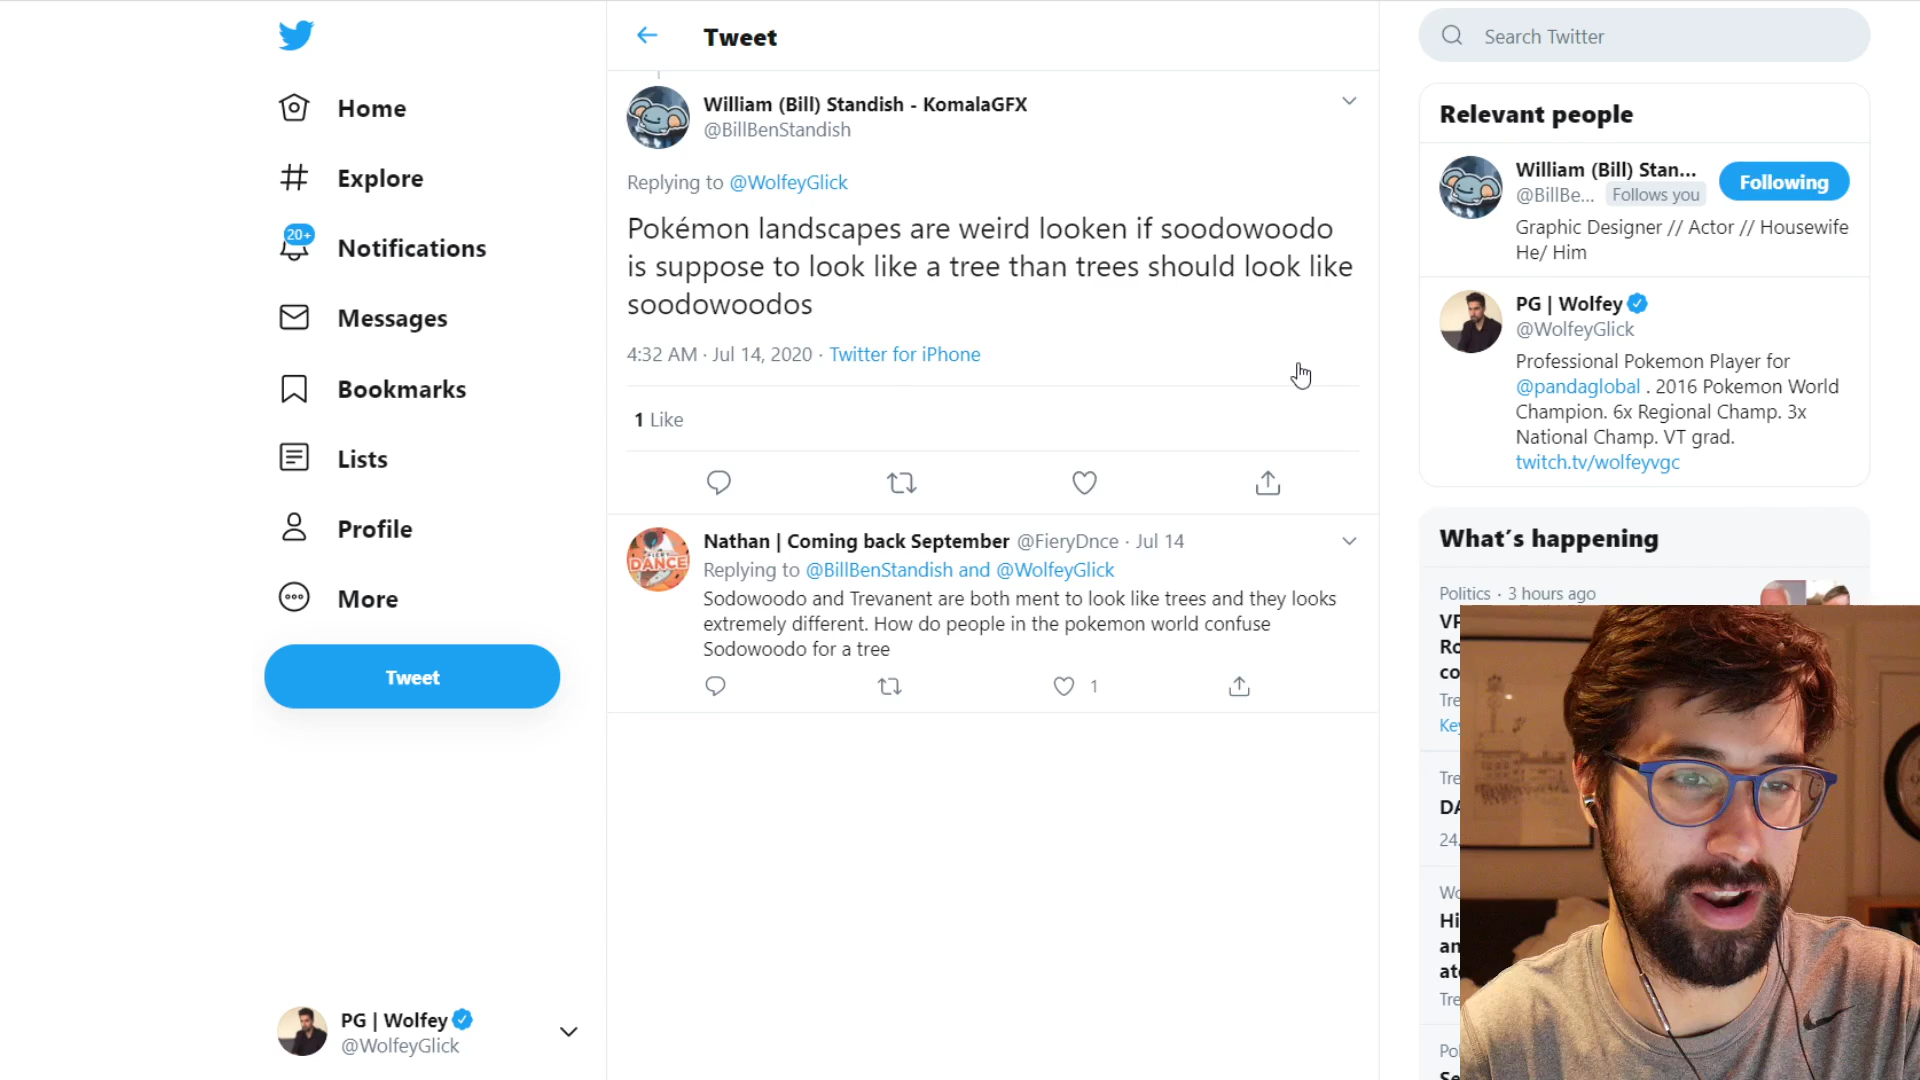 Home
Explore
20+
Notifications
Messages
Bookmarks
Lists
Profile
More
Tweet
PG | Wolfey
@WolfeyGlick
Tweet
William (Bill) Standish - KomalaGFX
@BillBenStandish
Replying to @WolfeyGlick
Pokémon landscapes are weird looken if soodowoodo
is suppose to look like a tree than trees should look like
soodowoodos
4:32 AM · Jul 14, 2020 · Twitter for iPhone
1 Like
DANCE
Nathan | Coming back September @FieryDnce · Jul 14
Replying to @BillBenStandish and @WolfeyGlick
Sodowoodo and Trevanent are both ment to look like trees and they looks
extremely different. How do people in the pokemon world confuse
Sodowoodo for a tree
1
Search Twitter
Relevant people
William (Bill) Stan...
@BillBe... Follows you
Following
Graphic Designer // Actor // Housewife
He/ Him
PG | Wolfey
@WolfeyGlick
Professional Pokemon Player for
@pandaglobal . 2016 Pokemon World
Champion. 6x Regional Champ. 3x
National Champ. VT grad.
twitch.tv/wolfeyvgc
What's happening
Politics · 3 hours ago